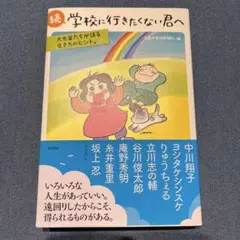 続 学校に行きたくない君へ
大先輩たちが語る
生き方のヒント。
中川翔子
ヨシタケシンスケ
りゅうちぇる
立川志の輔
谷川俊太郎
庵野秀明
糸井重里
坂上忍
いろいろな
人生があっていい。
遠回りしたからこそ、
得られるものがある。